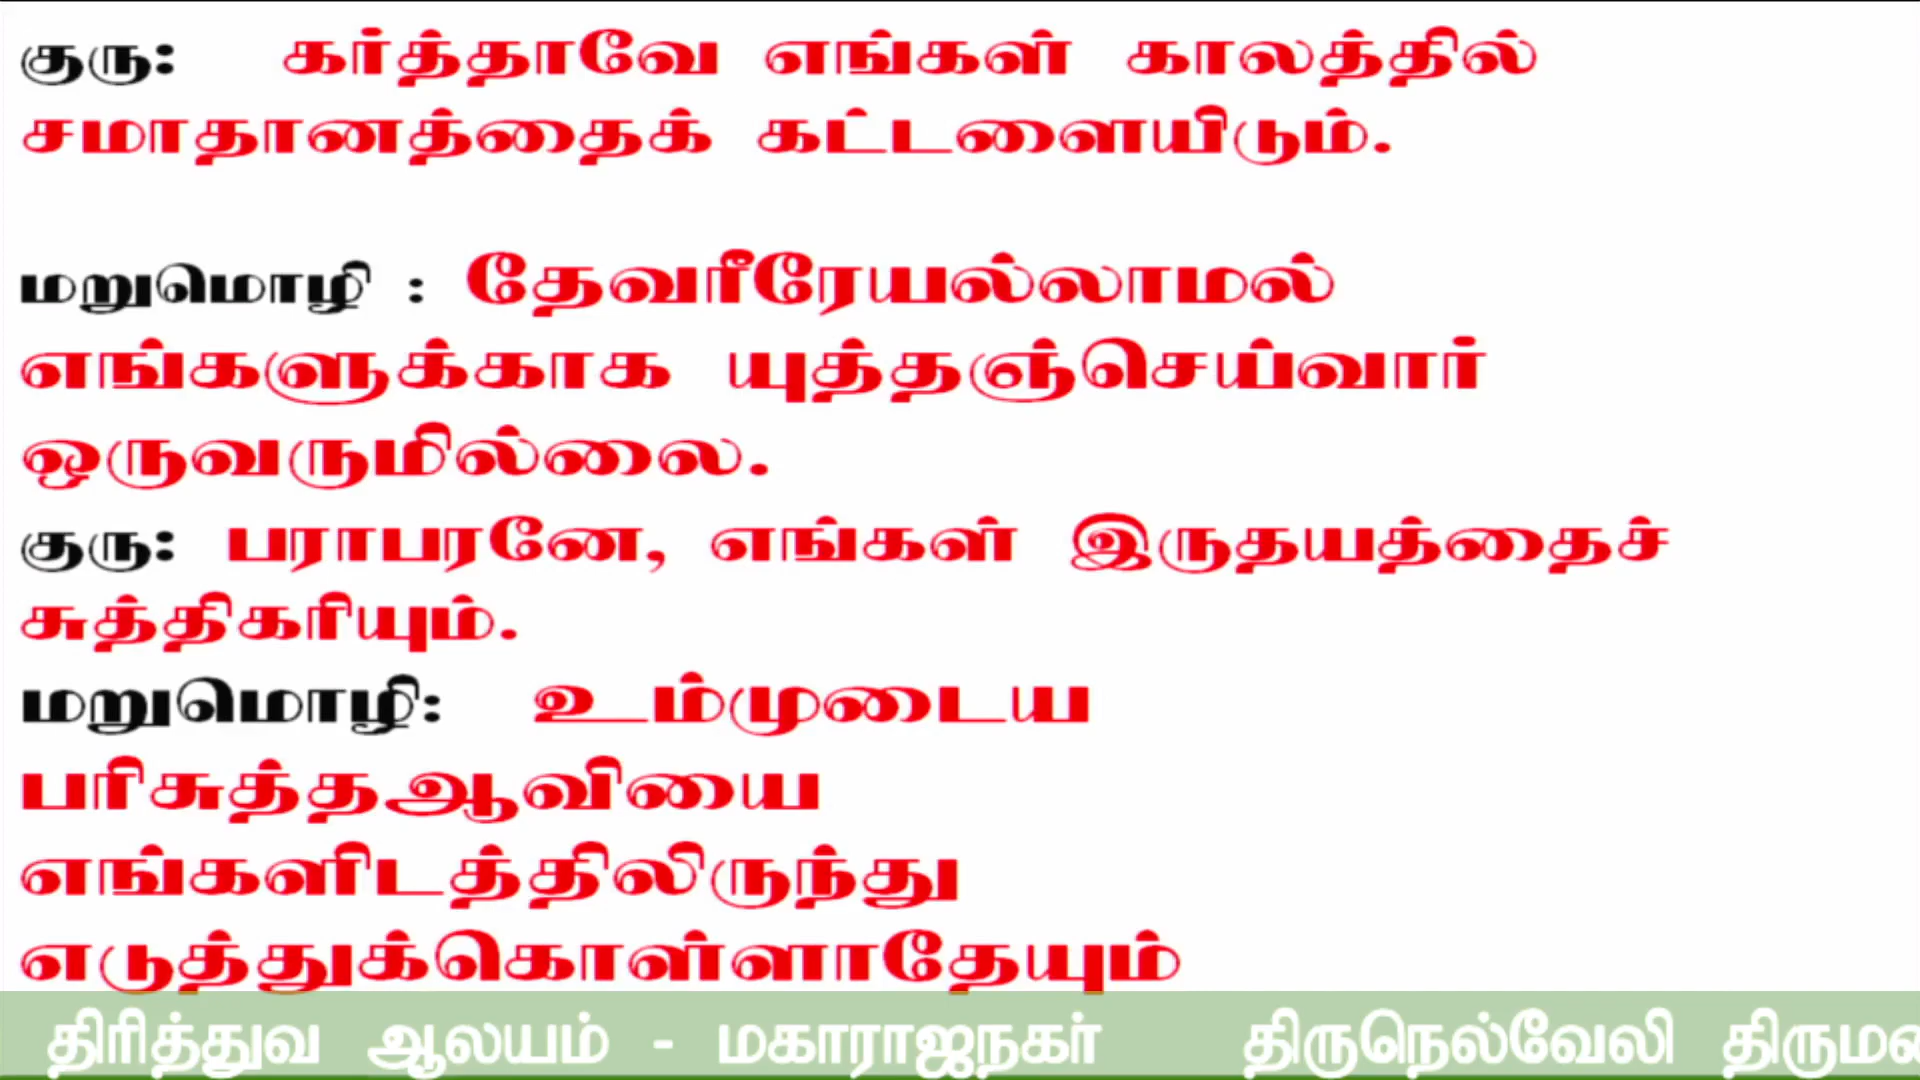 குரு: கர்த்தாவே எங்கள் காலத்தில்
சமாதானத்தைக் கட்டளையிடும்.
மறுமொழி : தேவரீரேயல்லாமல்
எங்களுக்காக யுத்தஞ்செய்வார்
ஒருவருமில்லை.
குரு: பராபரனே, எங்கள் இருதயத்தைச்
சுத்திகரியும்.
மறுமொழி: உம்முடைய
பரிசுத்தஆவியை
எங்களிடத்திலிருந்து
எடுத்துக்கொள்ளாதேயும்
திரித்துவ ஆலயம் - மகாராஜநகர் திருநெல்வேலி